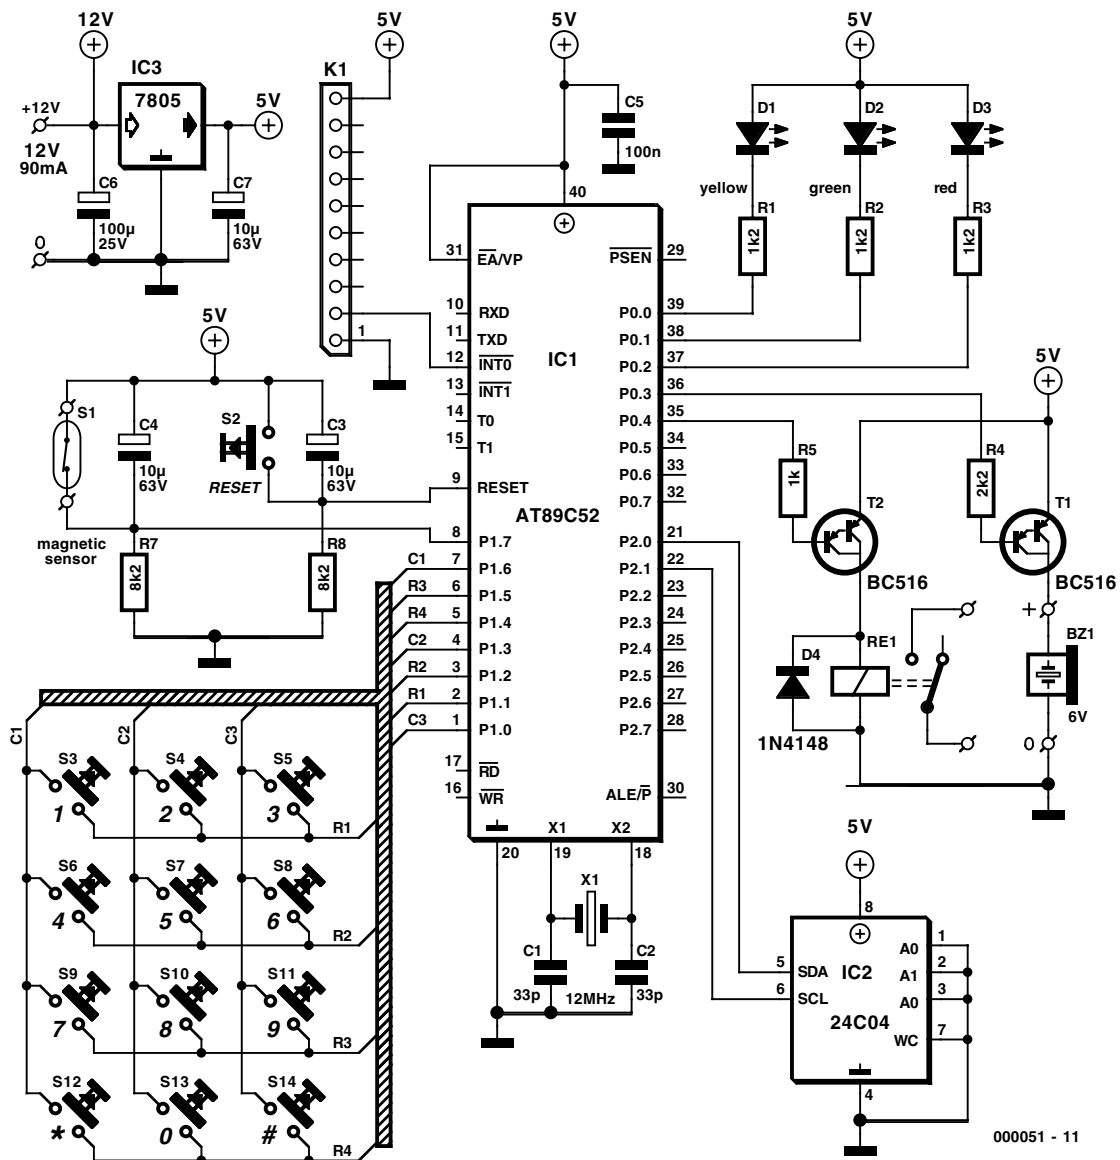 12V
5V
5V
5V
IC3
7805
+12V
12V
90mA
5V
C6
100µ
25V
C7
10µ
63V
0
K1
1
C5
100n
D1
D2
D3
yellow
green
red
R1
R2
R3
1k2
1k2
1k2
40
31
EA/VP
PSEN
29
10
RXD
P0.0
39
11
TXD
P0.1
38
12
INT0
IC1
P0.2
37
13
INT1
P0.3
36
14
T0
P0.4
35
15
T1
P0.5
34
P0.6
33
P0.7
32
9
RESET
AT89C52
8
P1.7
P2.0
21
7
P1.6
P2.1
22
6
P1.5
P2.2
23
5
P1.4
P2.3
24
4
P1.3
P2.4
25
3
P1.2
P2.5
26
2
P1.1
P2.6
27
1
P1.0
P2.7
28
17
RD
16
WR
ALE/P
30
X1
X2
20
19
18
5V
S1
C4
10µ
63V
S2
RESET
C3
10µ
63V
magnetic
sensor
R7
8k2
R8
8k2
C1
R3
R4
C2
R2
R1
C3
5V
R5
1k
R4
2k2
T2
T1
BC516
BC516
D4
1N4148
RE1
+
BZ1
6V
0
C1
C2
C3
S3
S4
S5
1
2
3
R1
S6
S7
S8
4
5
6
R2
S9
S10
S11
7
8
9
R3
S12
S13
S14
*
0
#
R4
X1
C1
C2
33p
12MHz
33p
5V
8
5
SDA
6
SCL
IC2
24C04
A0
1
A1
2
A0
3
WC
7
4
000051 - 11